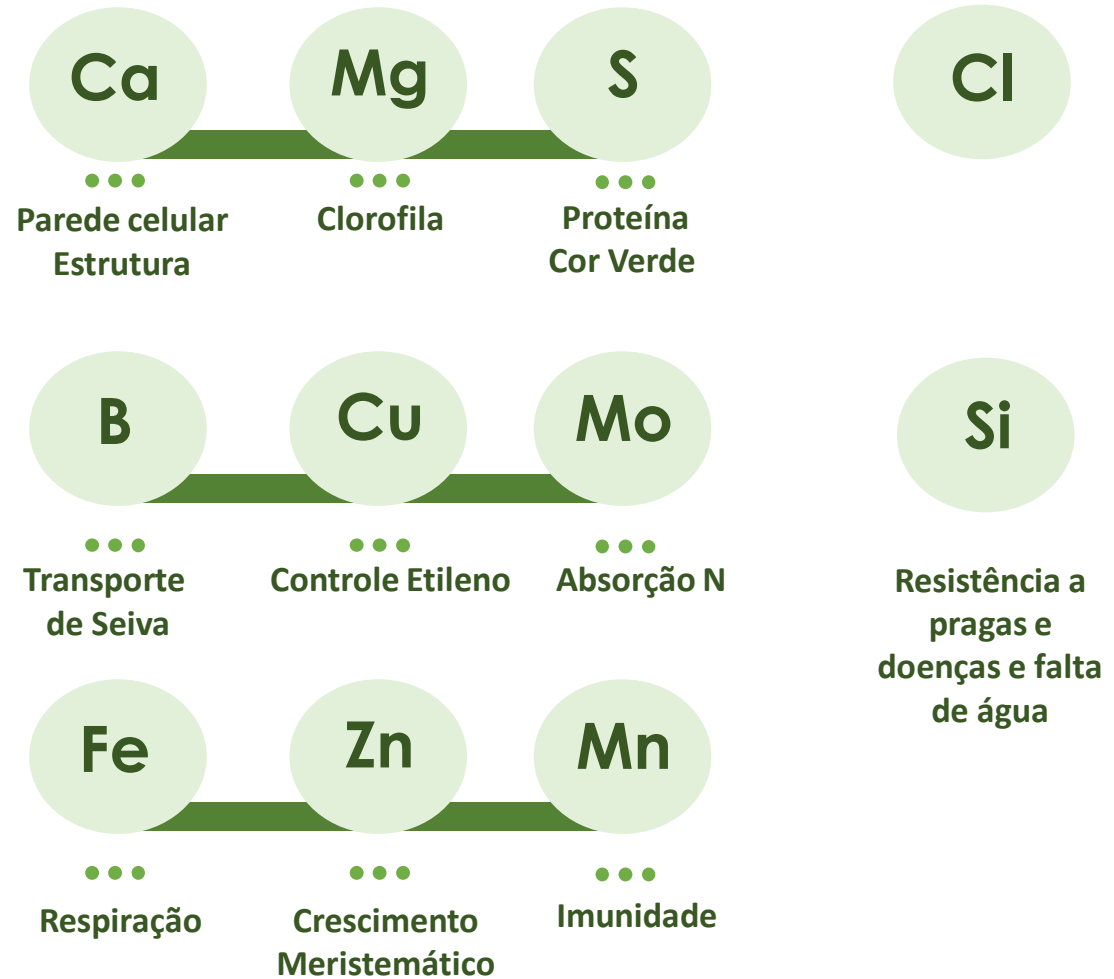 Ca
Mg
S
Cl
Parede celular
Estrutura
Clorofila
Proteína
Cor Verde
B
Cu
Mo
Si
Transporte
de Seiva
Controle Etileno
Absorção N
Resistência a
pragas e
doenças e falta
de água
Fe
Zn
Mn
Respiração
Crescimento
Meristemático
Imunidade